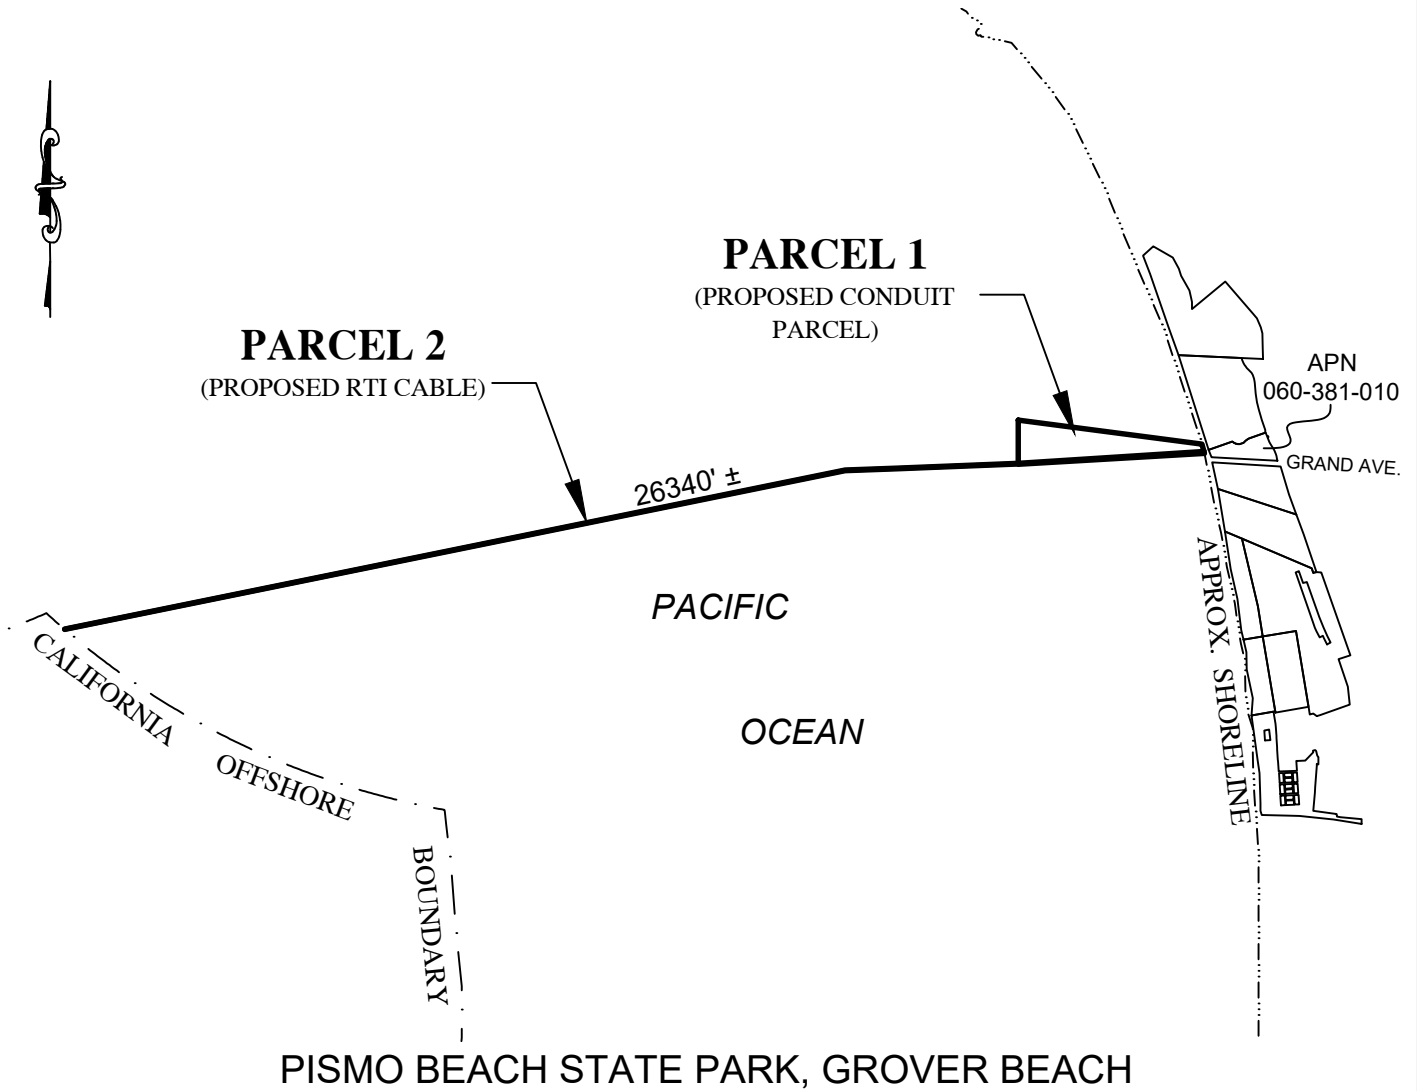 PARCEL 1
(PROPOSED CONDUIT
PARCEL)
PARCEL 2
(PROPOSED RTI CABLE)
APN
060-381-010
GRAND AVE.
26340' ±
PACIFIC
OCEAN
APPROX. SHORELINE
CALIFORNIA OFFSHORE BOUNDARY
PISMO BEACH STATE PARK, GROVER BEACH